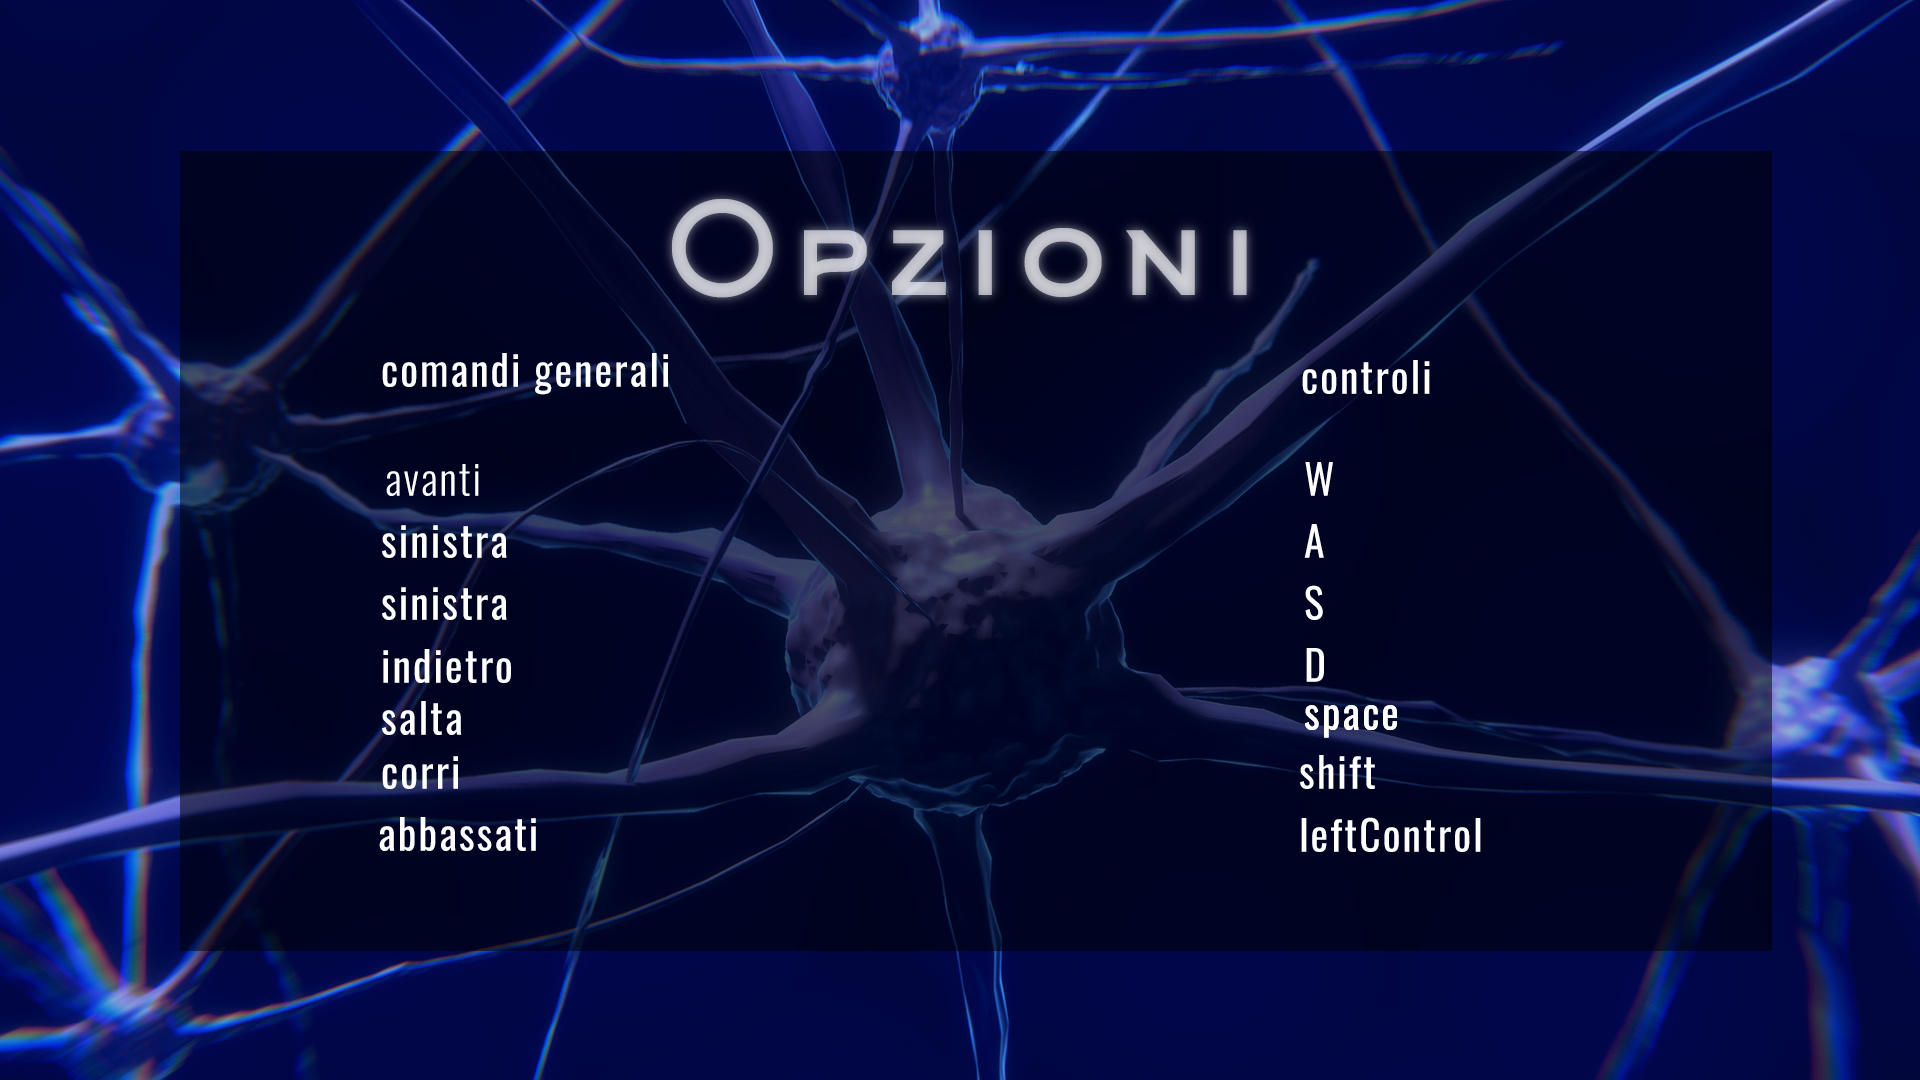 Opzioni
comandi generali controli
avanti W
sinistra A
sinistra S
indietro D
salta space
corri shift
abbassati leftControl